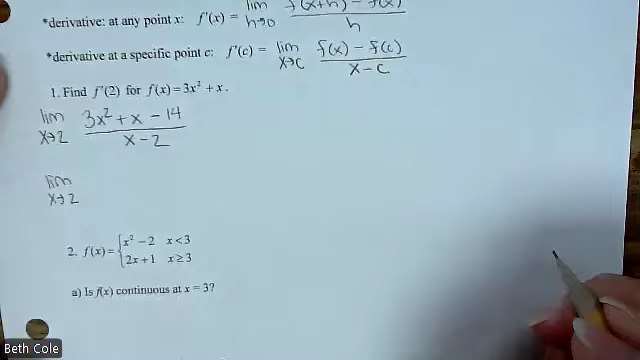 *derivative: at any point x: f'(x) = lim h→0 f(x+h) - f(x) / h
*derivative at a specific point c: f'(c) = lim x→c f(x) - f(c) / x - c
1. Find f'(2) for f(x) = 3x² + x.
lim x→2 3x² + x - 14 / x - 2
lim x→2
2. f(x) = { x² - 2 x < 3
2x + 1 x ≥ 3
a) Is f(x) continuous at x = 3?
Beth Cole